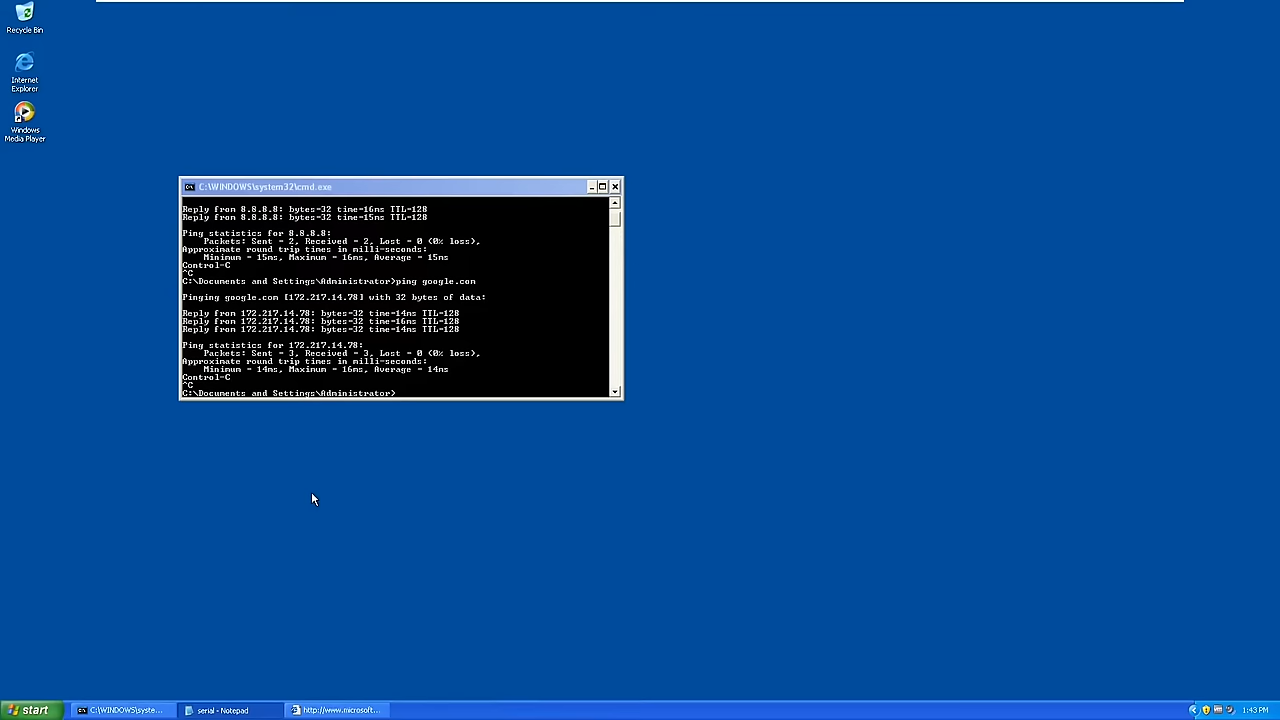 Recycle Bin
Internet
Explorer
Windows
Media Player
C:\WINDOWS\system32\cmd.exe
Reply from 8.8.8.8: bytes=32 time=16ms TTL=128
Reply from 8.8.8.8: bytes=32 time=15ms TTL=128
Ping statistics for 8.8.8.8:
Packets: Sent = 2, Received = 2, Lost = 0 (0% loss),
Approximate round trip times in milli-seconds:
Minimum = 15ms, Maximum = 16ms, Average = 15ms
Control-C
^C
C:\Documents and Settings\Administrator>ping google.com
Pinging google.com [172.217.14.78] with 32 bytes of data:
Reply from 172.217.14.78: bytes=32 time=14ms TTL=128
Reply from 172.217.14.78: bytes=32 time=16ms TTL=128
Reply from 172.217.14.78: bytes=32 time=14ms TTL=128
Ping statistics for 172.217.14.78:
Packets: Sent = 3, Received = 3, Lost = 0 (0% loss),
Approximate round trip times in milli-seconds:
Minimum = 14ms, Maximum = 16ms, Average = 14ms
Control-C
^C
C:\Documents and Settings\Administrator>
start
C:\WINDOWS\syste...
serial - Notepad
http://www.microsoft...
1:43 PM